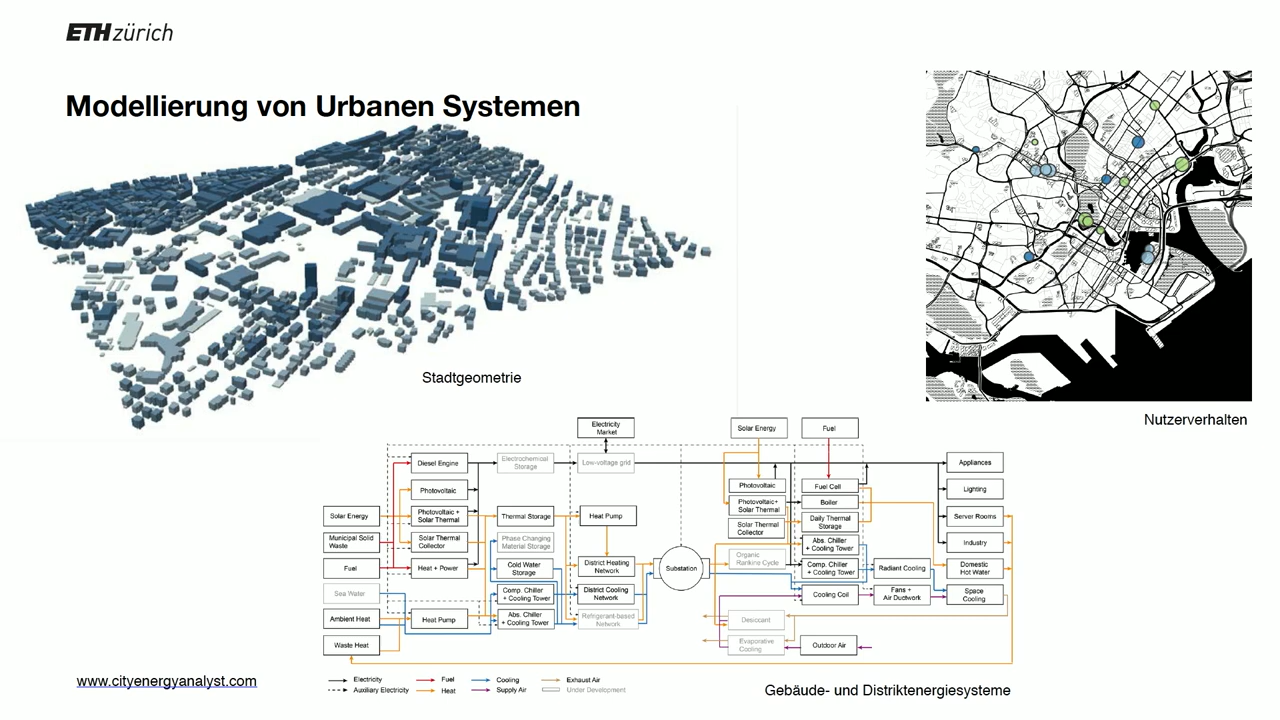 ETH zürich
Modellierung von Urbanen Systemen
Stadtgeometrie
Nutzerverhalten
Electricity
Market
Solar Energy
Fuel
Diesel Engine
Electrochemical
Storage
Low-voltage grid
Appliances
Photovoltaic
Photovoltaic
Fuel Cell
Lighting
Solar Energy
Photovoltaic +
Solar Thermal
Thermal Storage
Heat Pump
Photovoltaic+
Solar Thermal
Boiler
Server Rooms
Daily Thermal
Storage
Municipal Solid
Waste
Solar Thermal
Collector
Phase Changing
Material Storage
Solar Thermal
Collector
Abs. Chiller
+ Cooling Tower
Industry
Fuel
Heat + Power
Cold Water
Storage
District Heating
Network
Substation
Organic
Rankine Cycle
Comp. Chiller
+ Cooling Tower
Radiant Cooling
Domestic
Hot Water
Sea Water
Comp. Chiller
+ Cooling Tower
District Cooling
Network
Cooling Coil
Fans +
Air Ductwork
Space
Cooling
Ambient Heat
Heat Pump
Abs. Chiller
+ Cooling Tower
Refrigerant-based
Network
Desiccant
Waste Heat
Evaporative
Cooling
Outdoor Air
Electricity
Fuel
Cooling
Exhaust Air
Auxiliary Electricity
Heat
Supply Air
Under Development
www.cityenergyanalyst.com
Gebäude- und Distriktenergiesysteme